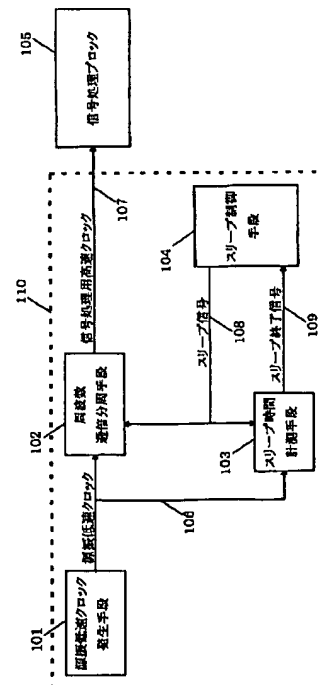 110
101
源振低速クロック
発生手段
源振低速クロック
106
102
周波数
逓倍分周手段
信号処理用高速クロック
107
105
信号処理ブロック
スリープ信号
108
104
スリープ制御
手段
103
スリープ時間
計測手段
スリープ終了信号
109